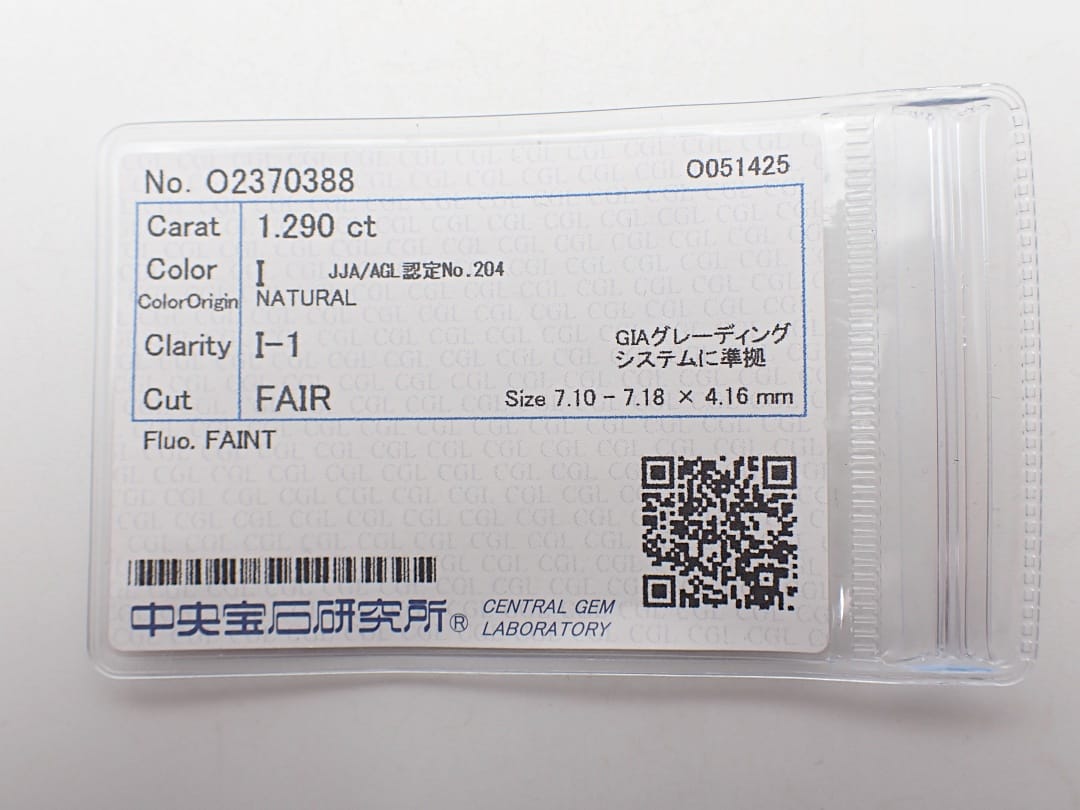 No. O2370388
O051425
Carat 1.290 ct
Color I JJA/AGL認定No.204
ColorOrigin NATURAL
Clarity I-1
GIAグレーディング
システムに準拠
Cut FAIR
Size 7.10 - 7.18 × 4.16 mm
Fluo. FAINT
中央宝石研究所® CENTRAL GEM
LABORATORY